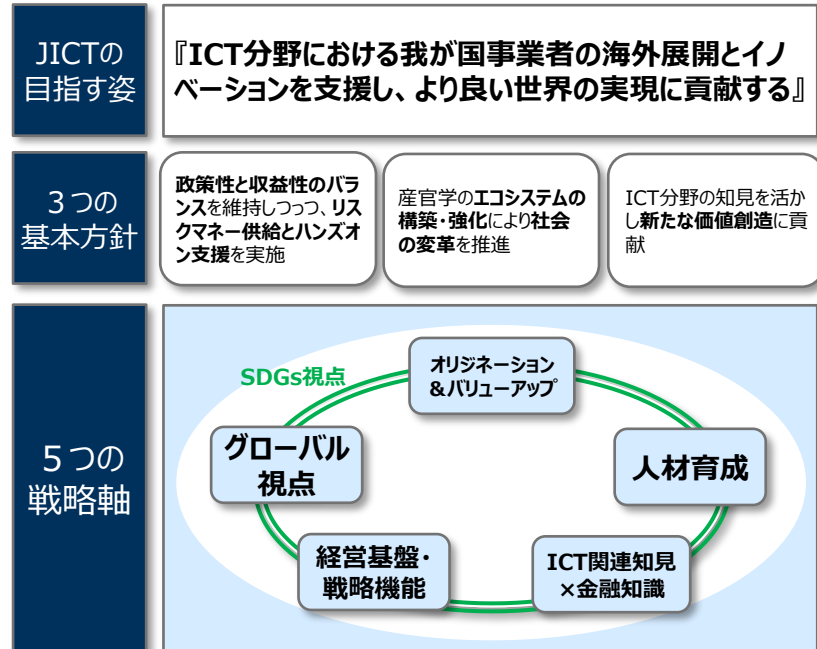 JICTの
目指す姿
『ICT分野における我が国事業者の海外展開とイノ
ベーションを支援し、より良い世界の実現に貢献する』
３つの
基本方針
政策性と収益性のバラ
ンスを維持しつっつ、リス
クマネー供給とハンズオ
ン支援を実施
産官学のエコシステムの
構築・強化により社会
の変革を推進
ICT分野の知見を活か
し新たな価値創造に貢
献
５つの
戦略軸
SDGs視点
オリジネーション
&バリューアップ
グローバル
視点
人材育成
経営基盤・
戦略機能
ICT関連知見
×金融知識